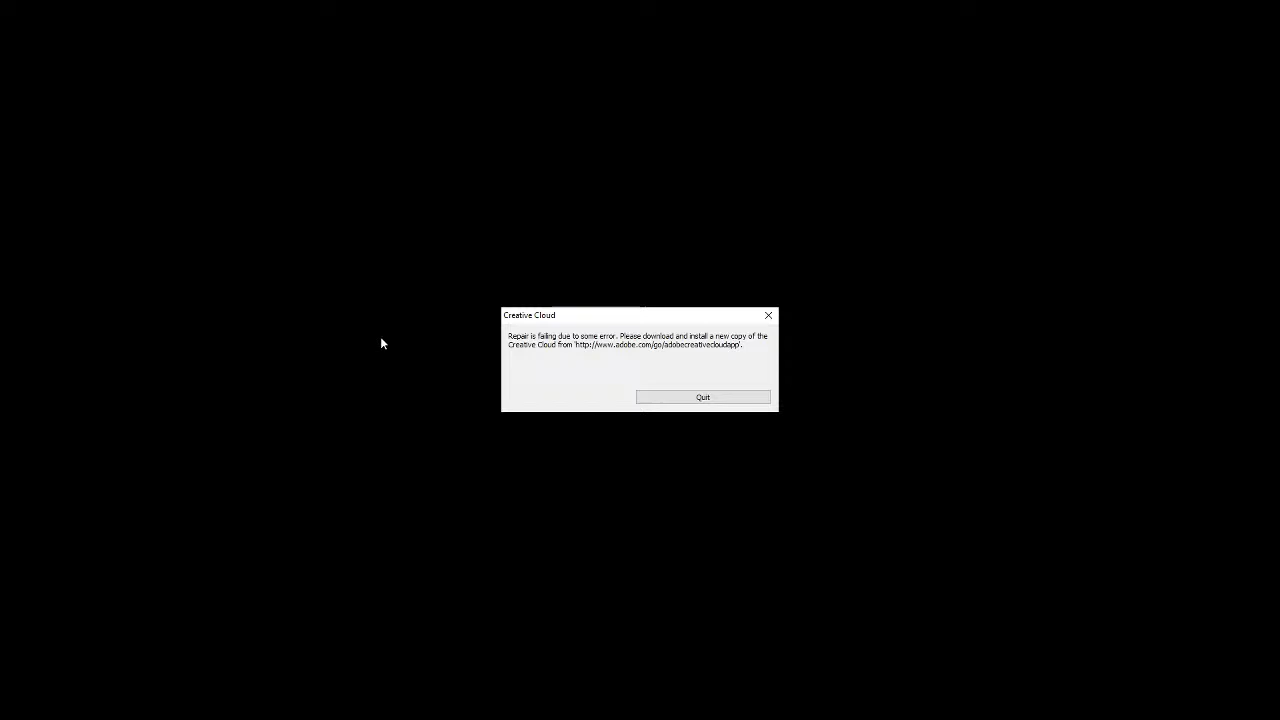 Creative Cloud
Repair is failing due to some error. Please download and install a new copy of the
Creative Cloud from 'http://www.adobe.com/go/adobecreativecloudapp'.
Quit